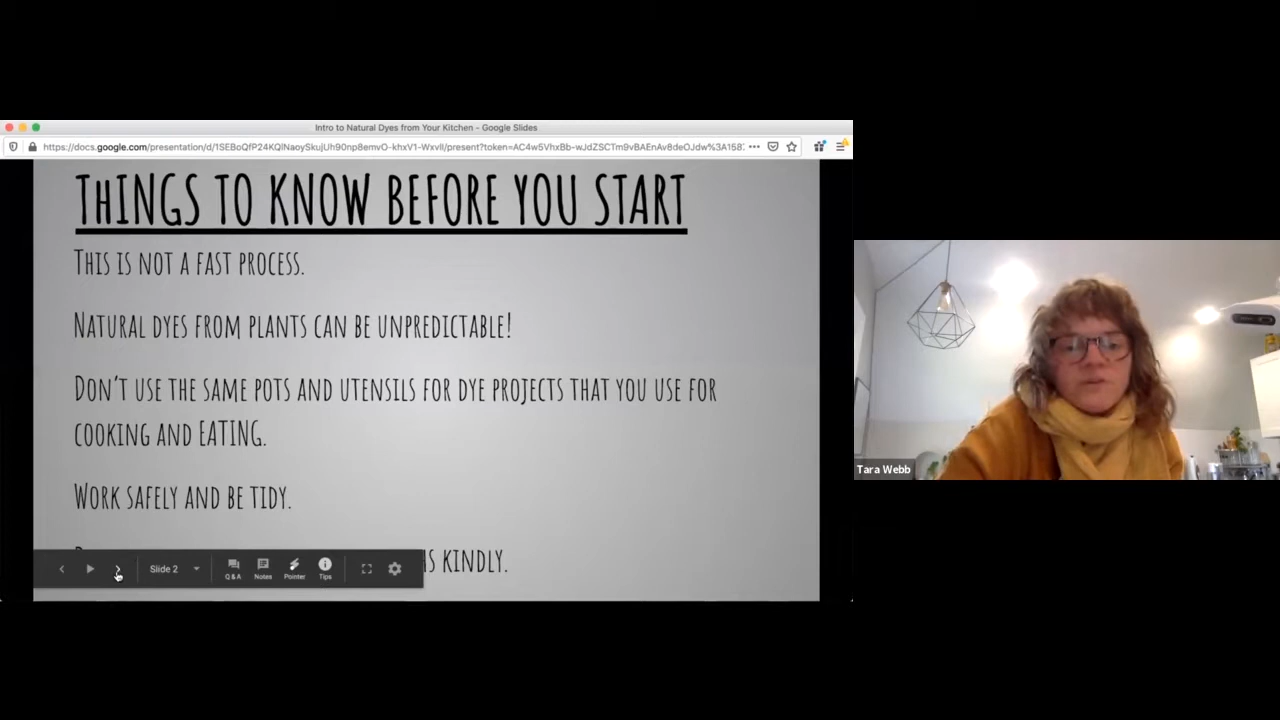 Intro to Natural Dyes from Your Kitchen - Google Slides
THINGS TO KNOW BEFORE YOU START
THIS IS NOT A FAST PROCESS.
NATURAL DYES FROM PLANTS CAN BE UNPREDICTABLE!
DON'T USE THE SAME POTS AND UTENSILS FOR DYE PROJECTS THAT YOU USE FOR
COOKING AND EATING.
WORK SAFELY AND BE TIDY.
KINDLY.
Slide 2
Q & A
Notes
Pointer
Tips
Tara Webb